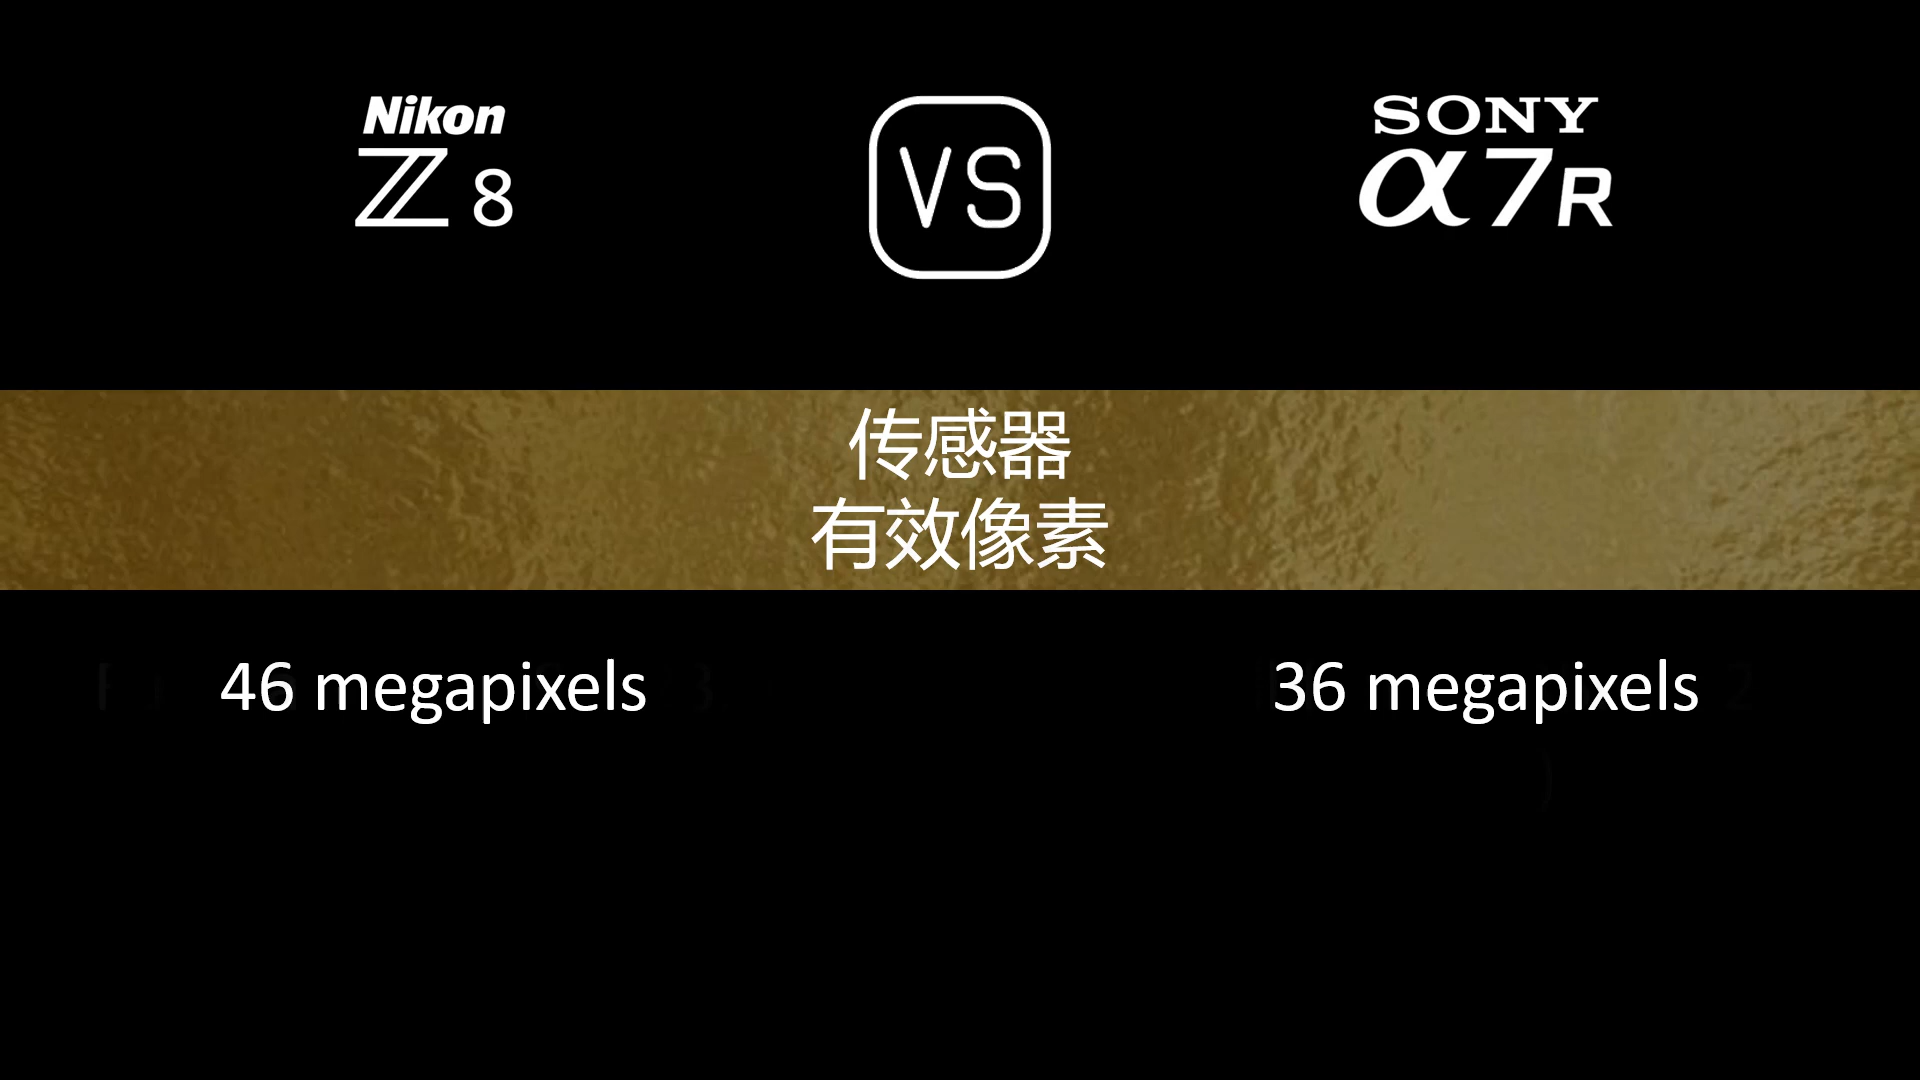 Nikon
Z 8
VS
SONY
α7R
传感器
有效像素
46 megapixels
36 megapixels